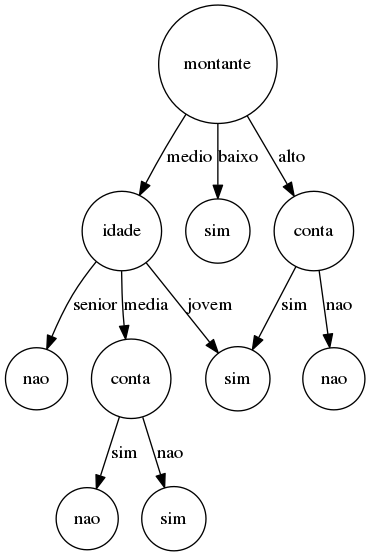 montante
medio baixo alto
idade sim conta
senior media jovem sim nao
nao conta sim nao
sim nao
nao sim